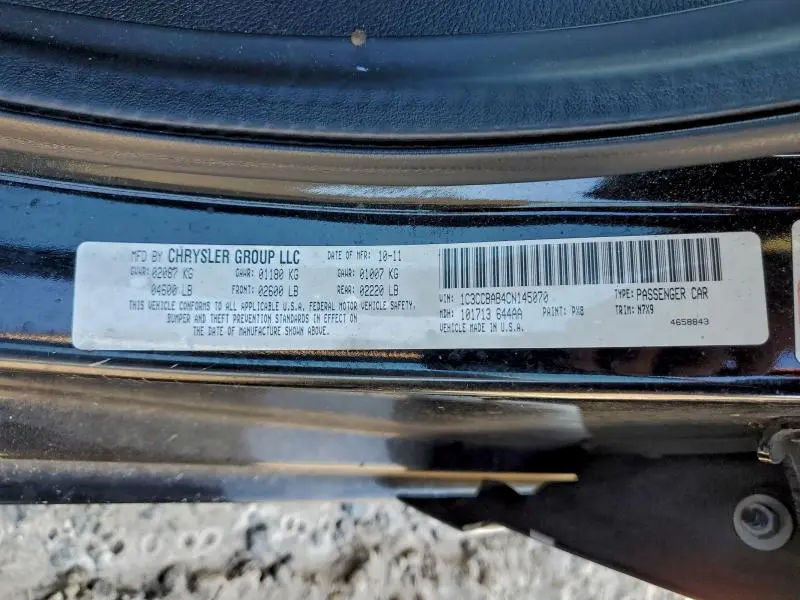 MFD BY CHRYSLER GROUP LLC DATE OF MFR: 10-11
GVWR: 02087 KG GAWR: 01180 KG GAWR: 01007 KG
04600 LB FRONT: 02600 LB REAR: 02220 LB
THIS VEHICLE CONFORMS TO ALL APPLICABLE U.S.A. FEDERAL MOTOR VEHICLE SAFETY,
BUMPER AND THEFT PREVENTION STANDARDS IN EFFECT ON
THE DATE OF MANUFACTURE SHOWN ABOVE.
VIN: 1C3CCBAB4CN145070 TYPE: PASSENGER CAR
MDH: 101713 644AA PAINT: PX8 TRIM: N7X9
VEHICLE MADE IN U.S.A. 4658843